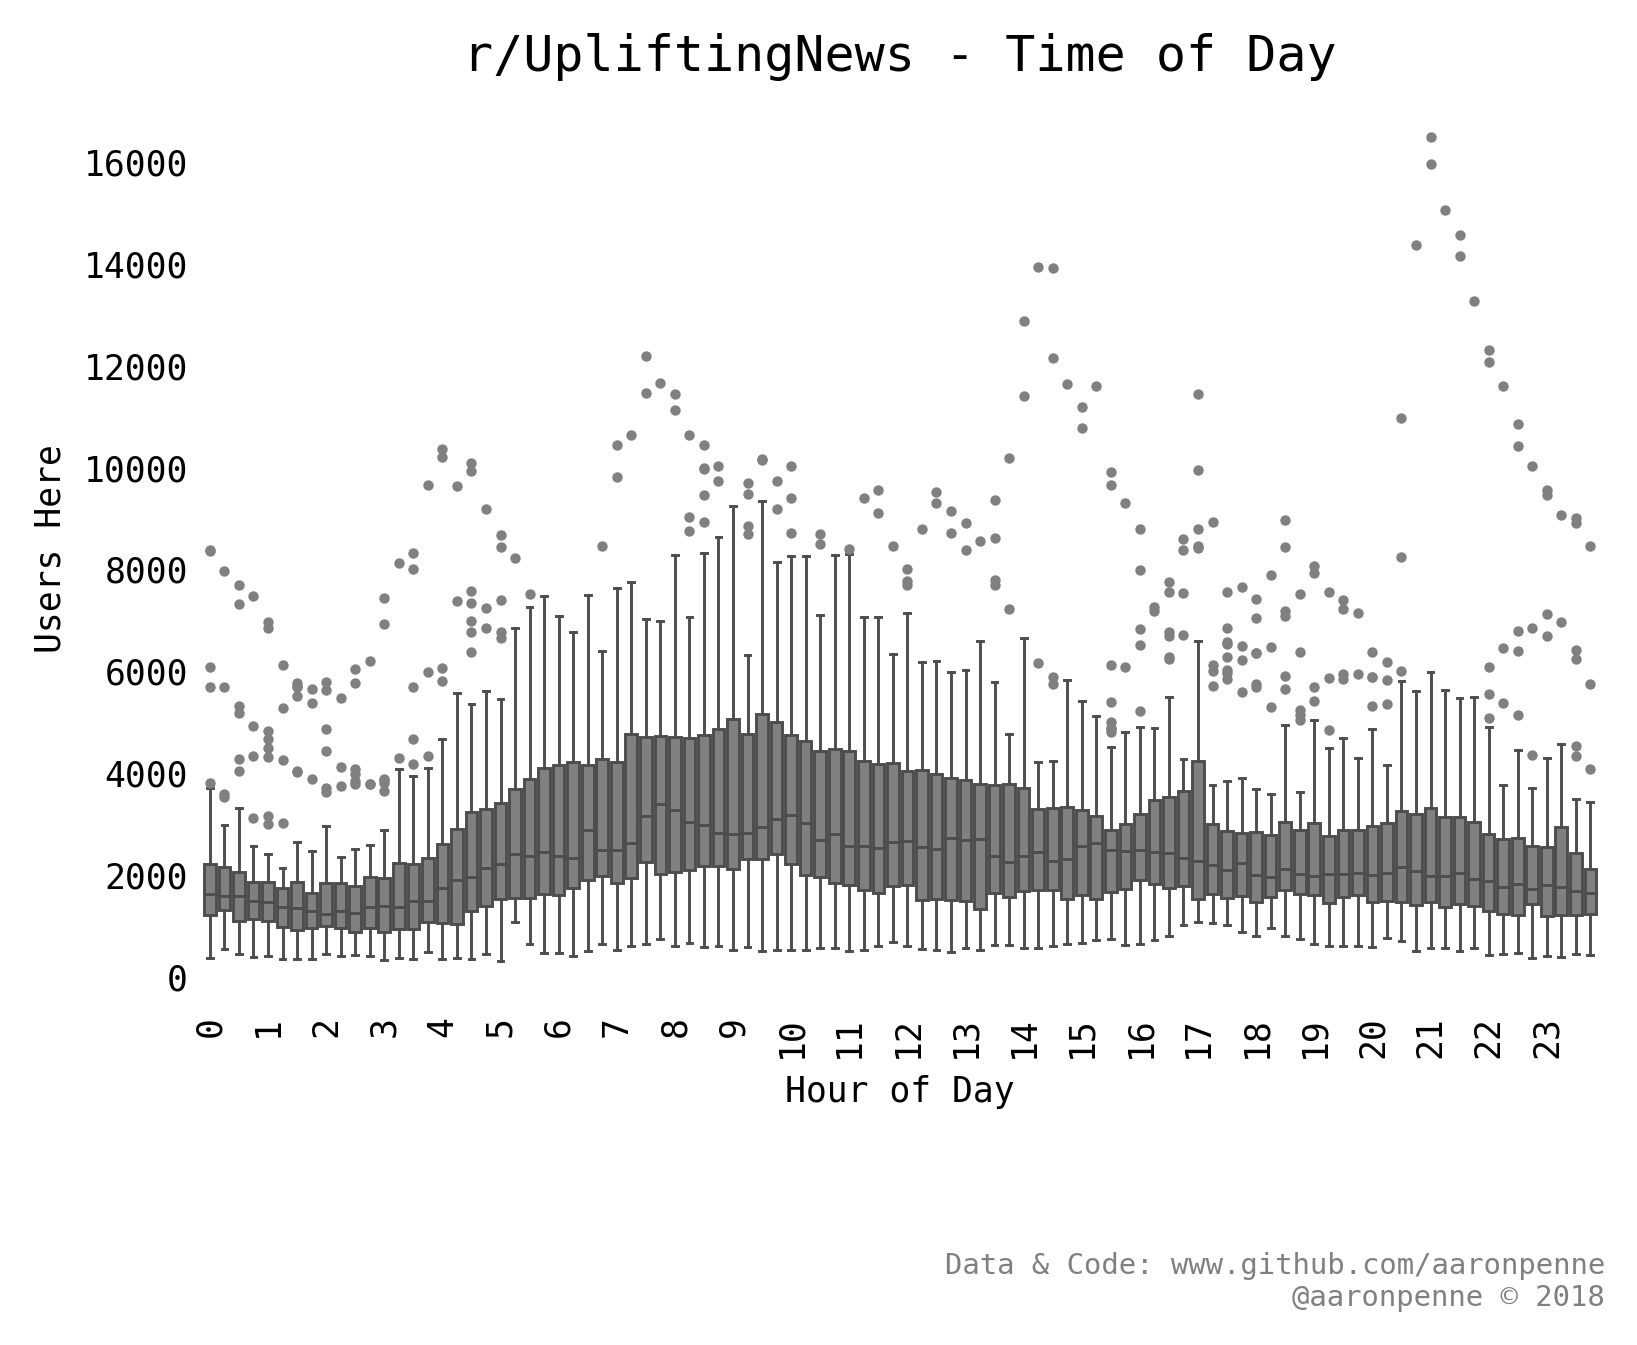 r/UpliftingNews - Time of Day
16000
14000
12000
10000
8000
6000
4000
2000
0
Users Here
0 1 2 3 4 5 6 7 8 9 10 11 12 13 14 15 16 17 18 19 20 21 22 23
Hour of Day
Data & Code: www.github.com/aaronpenne
@aaronpenne © 2018